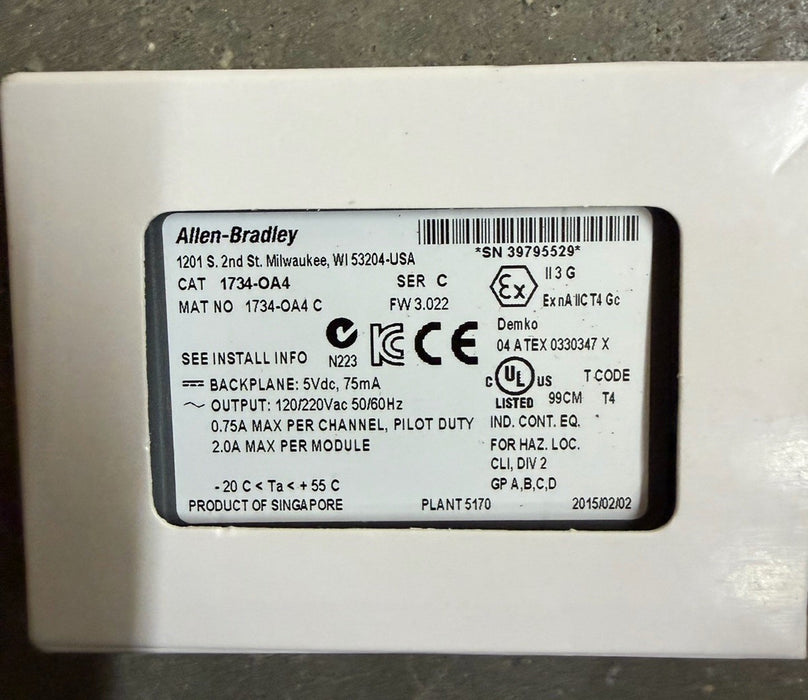 Allen-Bradley
1201 S. 2nd St. Milwaukee, WI 53204-USA
*SN 39795529*
CAT 1734-OA4 SER C
MAT NO 1734-OA4 C FW 3.022
Ex
II 3 G
Ex nA IIC T4 Gc
Demko
04 ATEX 0330347 X
SEE INSTALL INFO
N223
KC
CE
BACKPLANE: 5Vdc, 75mA
OUTPUT: 120/220Vac 50/60Hz
0.75A MAX PER CHANNEL, PILOT DUTY
2.0A MAX PER MODULE
C UL US
LISTED 99CM
T CODE
T4
IND. CONT. EQ.
FOR HAZ. LOC.
CLI, DIV 2
GP A,B,C,D
- 20 C < Ta < + 55 C
PRODUCT OF SINGAPORE PLANT 5170 2015/02/02